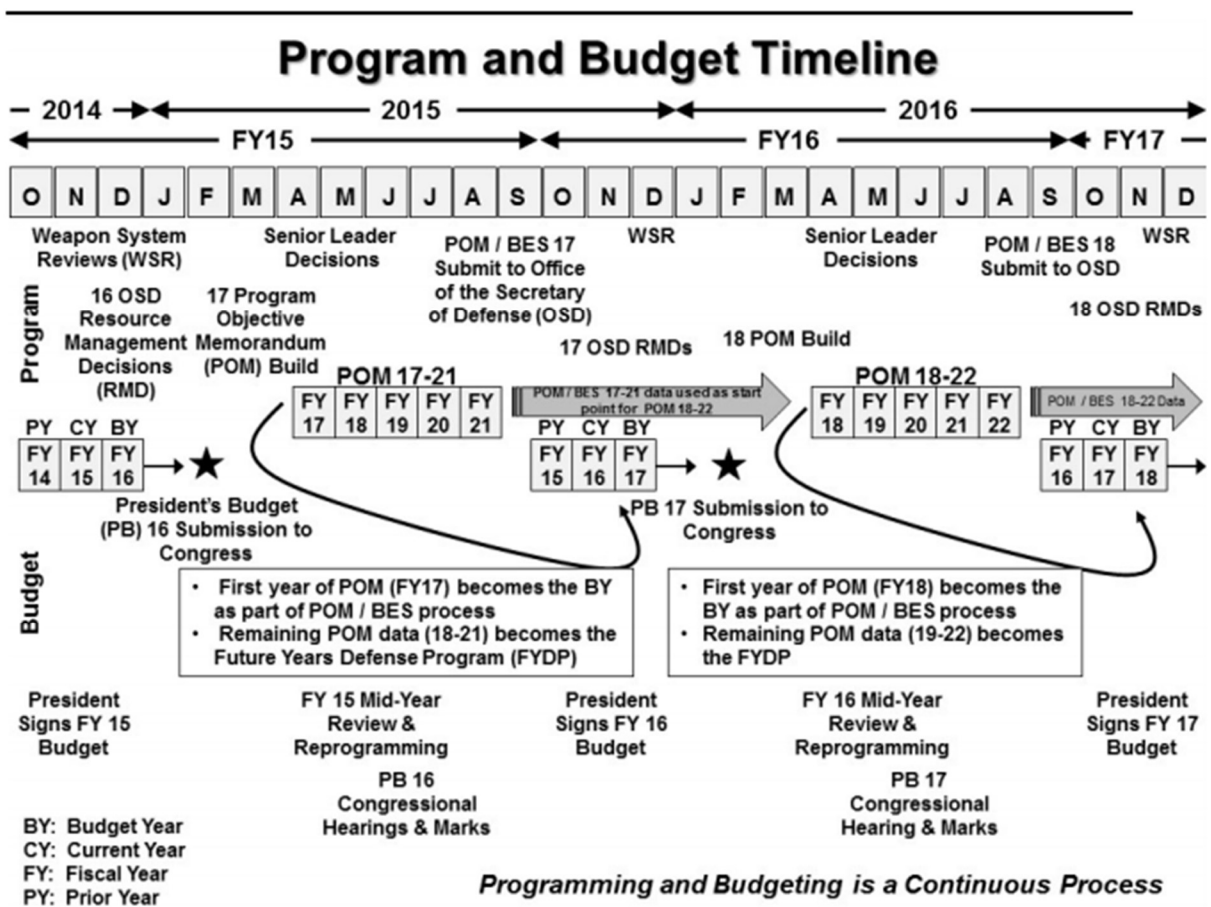 Program and Budget Timeline
2014 2015 2016
FY15 FY16 FY17
O N D J F M A M J J A S O N D J F M A M J J A S O N D
Program
Weapon System
Reviews (WSR)
Senior Leader
Decisions
POM / BES 17
Submit to Office
of the Secretary
of Defense (OSD)
WSR
Senior Leader
Decisions
POM / BES 18
Submit to OSD
WSR
16 OSD
Resource
Management
Decisions
(RMD)
17 Program
Objective
Memorandum
(POM) Build
17 OSD RMDs
18 POM Build
18 OSD RMDs
POM 17-21
FY FY FY FY FY
17 18 19 20 21
POM / BES 17-21 data used as start
point for POM 18-22
POM 18-22
FY FY FY FY FY
18 19 20 21 22
POM / BES 18-22 Data
PY CY BY
FY FY FY
14 15 16
PY CY BY
FY FY FY
15 16 17
PY CY BY
FY FY FY
16 17 18
Budget
President's Budget
(PB) 16 Submission to
Congress
PB 17 Submission to
Congress
• First year of POM (FY17) becomes the BY
as part of POM / BES process
• Remaining POM data (18-21) becomes the
Future Years Defense Program (FYDP)
• First year of POM (FY18) becomes the
BY as part of POM / BES process
• Remaining POM data (19-22) becomes
the FYDP
President
Signs FY 15
Budget
FY 15 Mid-Year
Review &
Reprogramming
President
Signs FY 16
Budget
FY 16 Mid-Year
Review &
Reprogramming
President
Signs FY 17
Budget
PB 16
Congressional
Hearings & Marks
PB 17
Congressional
Hearing & Marks
BY: Budget Year
CY: Current Year
FY: Fiscal Year
PY: Prior Year
Programming and Budgeting is a Continuous Process